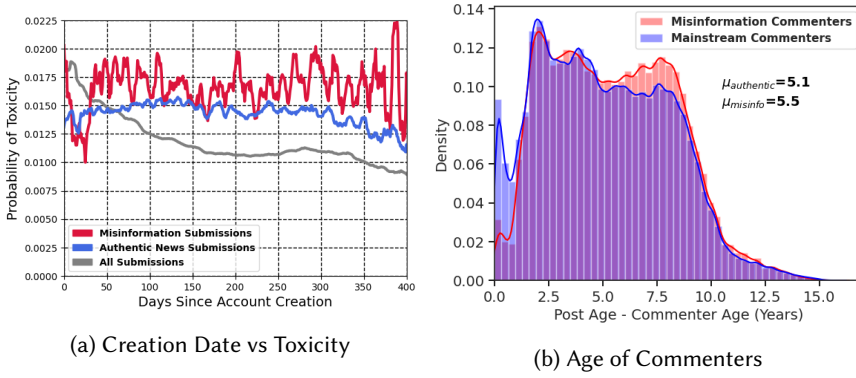 0.0225
0.0200
0.0175
0.0150
0.0125
0.0100
0.0075
0.0050
0.0025
0.0000
Probability of Toxicity
Misinformation Submissions
Authentic News Submissions
All Submissions
0 50 100 150 200 250 300 350 400
Days Since Account Creation
(a) Creation Date vs Toxicity
0.14
0.12
0.10
0.08
0.06
0.04
0.02
0.00
Density
Misinformation Commenters
Mainstream Commenters
μauthentic=5.1
μmisinfo=5.5
0.0 2.5 5.0 7.5 10.0 12.5 15.0
Post Age - Commenter Age (Years)
(b) Age of Commenters